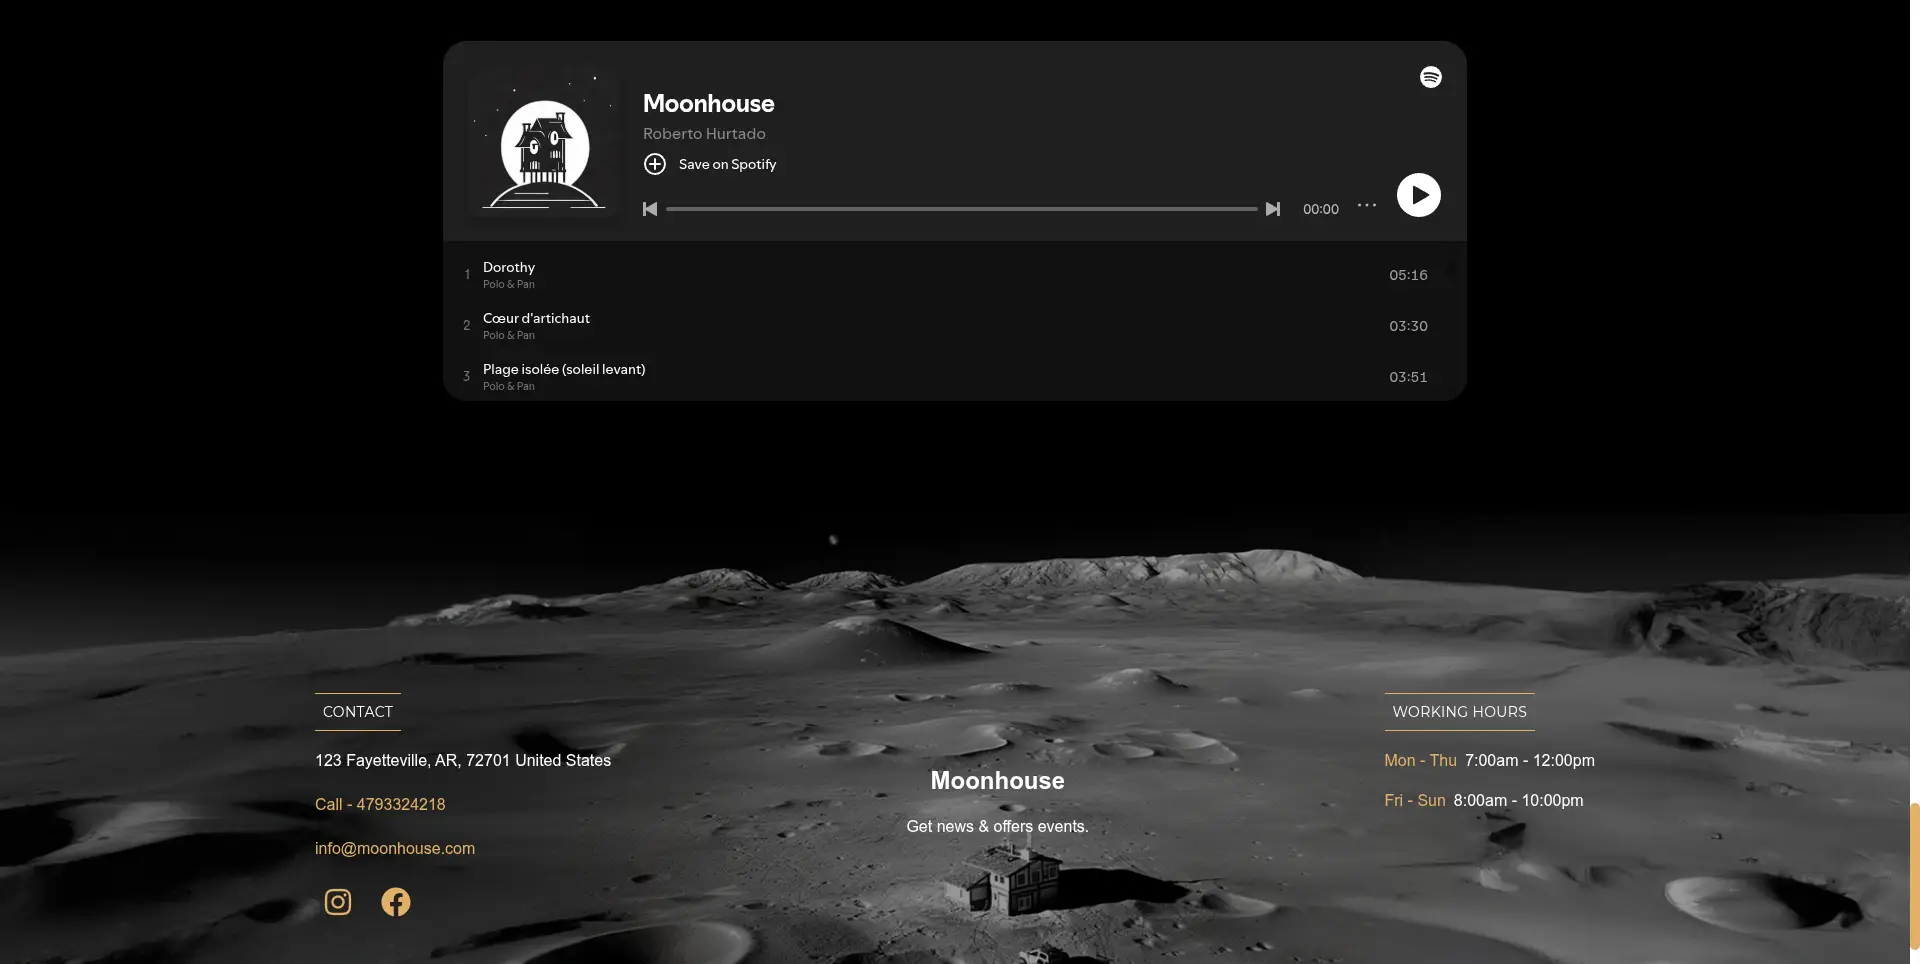 Moonhouse
Roberto Hurtado
Save on Spotify
00:00
1 Dorothy 05:16
Polo & Pan
2 Cœur d'artichaut 03:30
Polo & Pan
3 Plage isolée (soleil levant) 03:51
Polo & Pan
CONTACT
123 Fayetteville, AR, 72701 United States
Call - 4793324218
info@moonhouse.com
Moonhouse
Get news & offers events.
WORKING HOURS
Mon - Thu 7:00am - 12:00pm
Fri - Sun 8:00am - 10:00pm